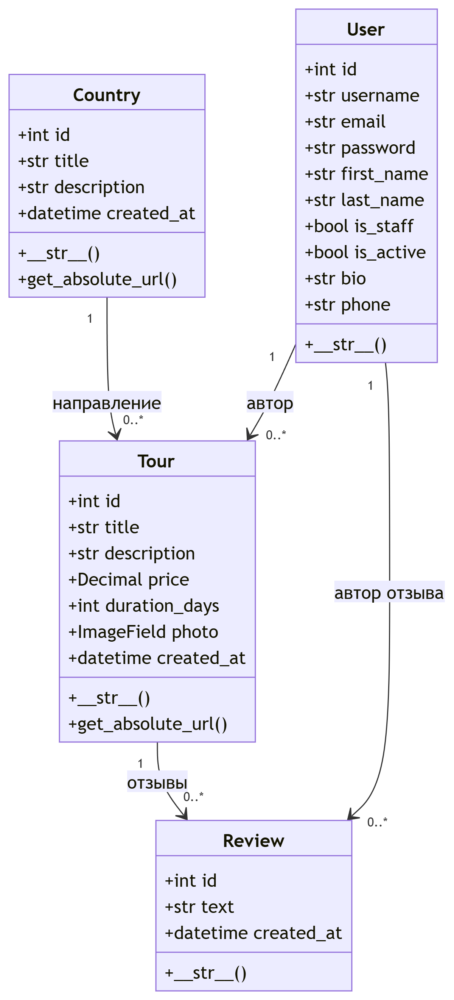 User
+int id
+str username
+str email
+str password
+str first_name
+str last_name
+bool is_staff
+bool is_active
+str bio
+str phone
+__str__()
Country
+int id
+str title
+str description
+datetime created_at
+__str__()
+get_absolute_url()
1
1
1
направление
автор
0..*
0..*
Tour
+int id
+str title
+str description
+Decimal price
+int duration_days
+ImageField photo
+datetime created_at
+__str__()
+get_absolute_url()
автор отзыва
1
отзывы
0..*
0..*
Review
+int id
+str text
+datetime created_at
+__str__()